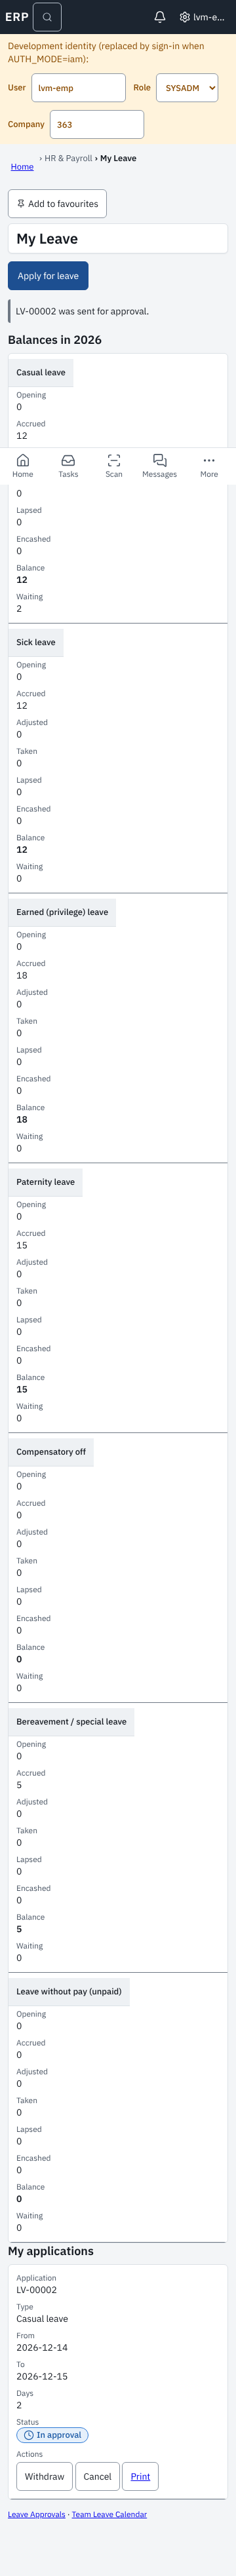 ERP
lvm-e...
Development identity (replaced by sign-in when
AUTH_MODE=iam):
User lvm-emp Role SYSADM
Company 363
Home › HR & Payroll › My Leave
Add to favourites
My Leave
Apply for leave
LV-00002 was sent for approval.
Balances in 2026
Casual leave
Opening
0
Accrued
12
Home Tasks Scan Messages More
0
Lapsed
0
Encashed
0
Balance
12
Waiting
2
Sick leave
Opening
0
Accrued
12
Adjusted
0
Taken
0
Lapsed
0
Encashed
0
Balance
12
Waiting
0
Earned (privilege) leave
Opening
0
Accrued
18
Adjusted
0
Taken
0
Lapsed
0
Encashed
0
Balance
18
Waiting
0
Paternity leave
Opening
0
Accrued
15
Adjusted
0
Taken
0
Lapsed
0
Encashed
0
Balance
15
Waiting
0
Compensatory off
Opening
0
Accrued
0
Adjusted
0
Taken
0
Lapsed
0
Encashed
0
Balance
0
Waiting
0
Bereavement / special leave
Opening
0
Accrued
5
Adjusted
0
Taken
0
Lapsed
0
Encashed
0
Balance
5
Waiting
0
Leave without pay (unpaid)
Opening
0
Accrued
0
Adjusted
0
Taken
0
Lapsed
0
Encashed
0
Balance
0
Waiting
0
My applications
Application
LV-00002
Type
Casual leave
From
2026-12-14
To
2026-12-15
Days
2
Status
In approval
Actions
Withdraw Cancel Print
Leave Approvals · Team Leave Calendar